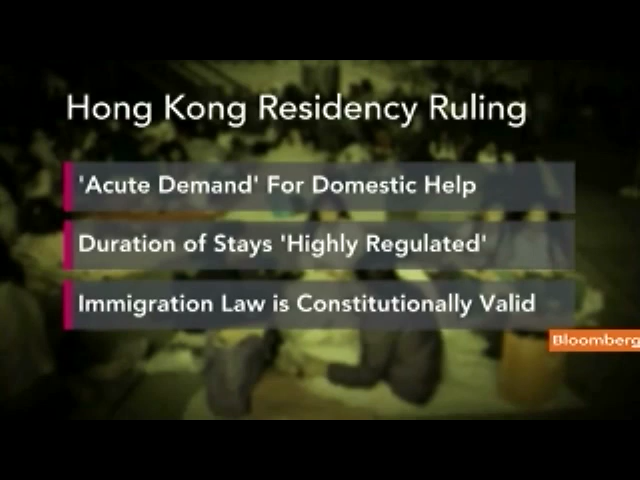 Hong Kong Residency Ruling
'Acute Demand' For Domestic Help
Duration of Stays 'Highly Regulated'
Immigration Law is Constitutionally Valid
Bloomberg